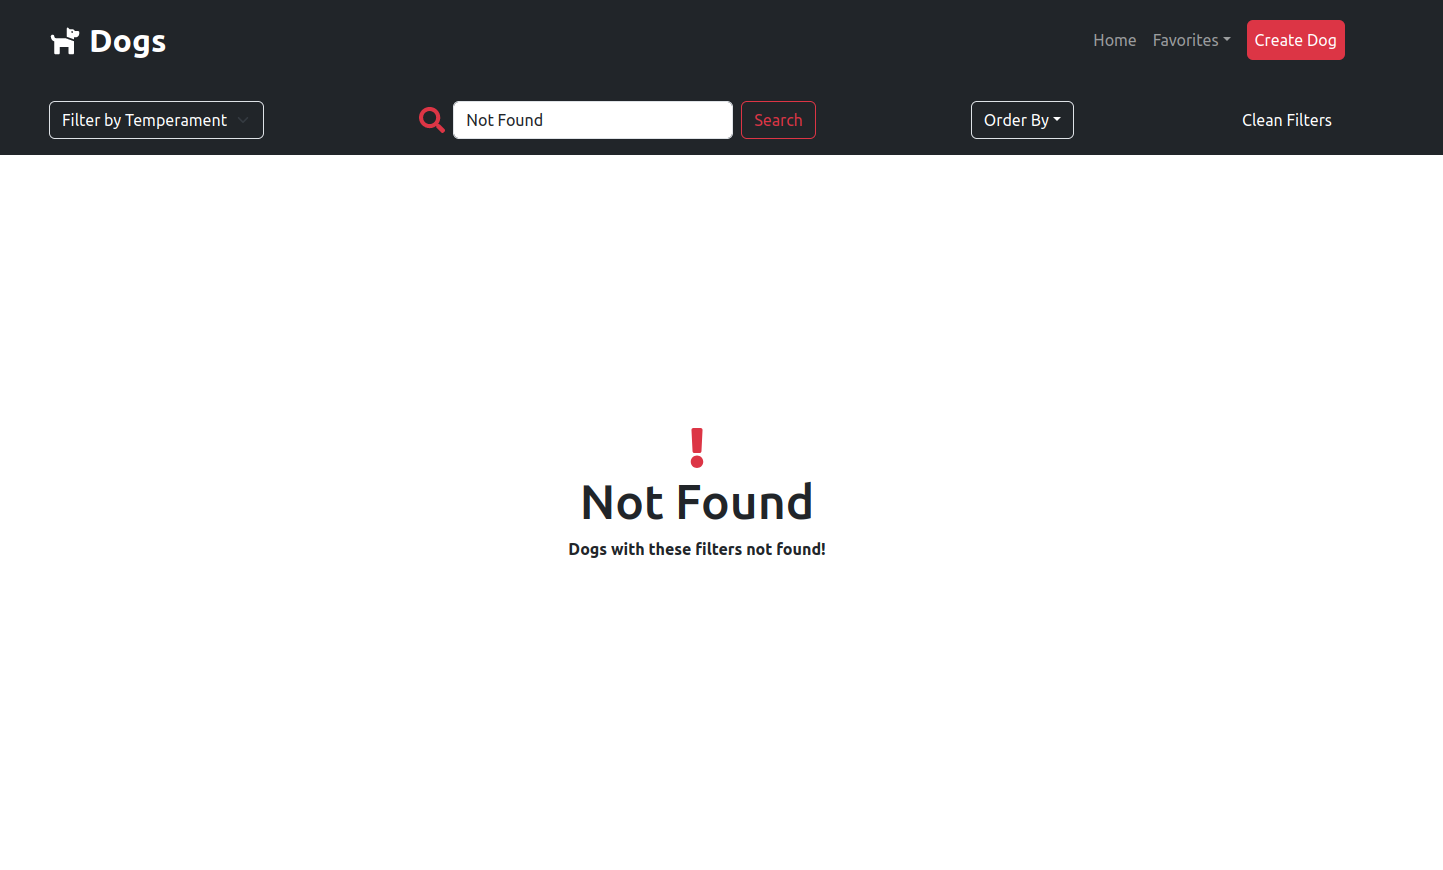 Dogs
Home Favorites Create Dog
Filter by Temperament Not Found Search Order By Clean Filters
Not Found
Dogs with these filters not found!